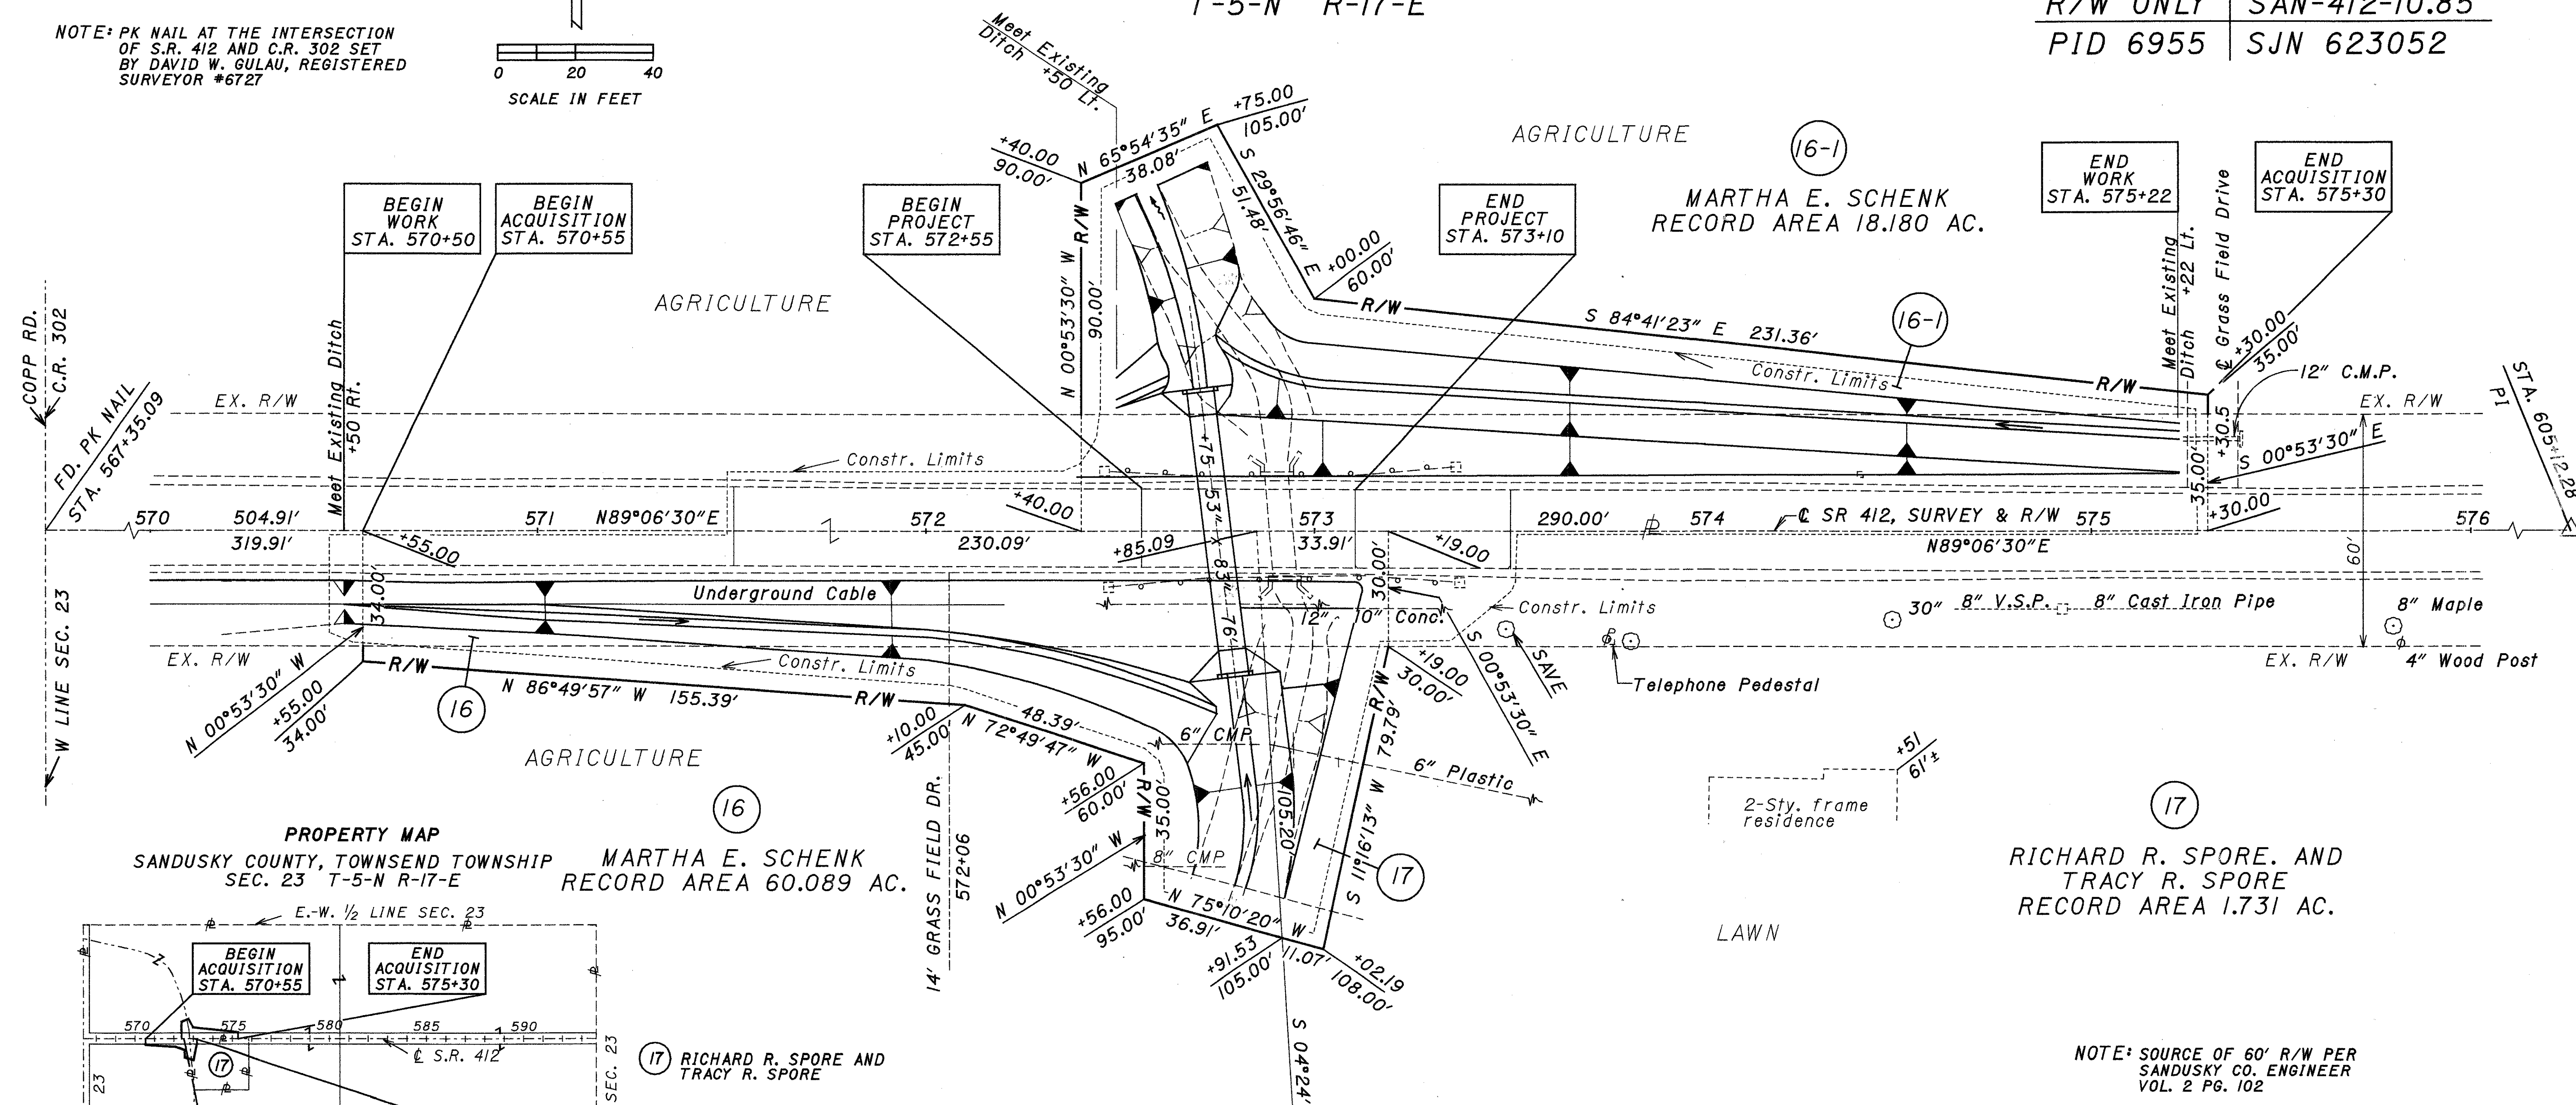 T-5-N R-17-E
R/W ONLY SAN-412-10.85
PID 6955 SJN 623052
NOTE: PK NAIL AT THE INTERSECTION
OF S.R. 412 AND C.R. 302 SET
BY DAVID W. GULAU, REGISTERED
SURVEYOR #6727
0 20 40
SCALE IN FEET
Meet Existing
Ditch +50 Lt.
+40.00
90.00'
N 65°54'35" E
38.08'
+75.00
105.00'
S 29°56'46" E
51.48'
+00.00
60.00'
AGRICULTURE
16-1
MARTHA E. SCHENK
RECORD AREA 18.180 AC.
BEGIN
WORK
STA. 570+50
BEGIN
ACQUISITION
STA. 570+55
BEGIN
PROJECT
STA. 572+55
END
PROJECT
STA. 573+10
END
WORK
STA. 575+22
END
ACQUISITION
STA. 575+30
AGRICULTURE
R/W
N 00°53'30" W
90.00'
R/W
S 84°41'23" E 231.36'
16-1
Constr. Limits
R/W
Meet Existing
Ditch +22 Lt.
℄ Grass Field Drive
+30.00
35.00'
12" C.M.P.
STA. 605+12.28
PI
COPP RD.
C.R. 302
FD. PK NAIL
STA. 567+35.09
Meet Existing Ditch
+50 Rt.
EX. R/W
EX. R/W
Constr. Limits
+30.5
S 00°53'30" E
35.00'
+30.00
+40.00
570 504.91' 571 N89°06'30"E 572 573 290.00' 574 ℄ SR 412, SURVEY & R/W 575 576
319.91' +55.00 230.09' +85.09 33.91' +19.00 N89°06'30"E
60'
+75 53" x 83" 76'
34.00'
Underground Cable
30.00'
12" 10" Conc.
Constr. Limits
30" 8" V.S.P. 8" Cast Iron Pipe 8" Maple
EX. R/W
EX. R/W 4" Wood Post
W LINE SEC. 23
N 00°53'30" W
+55.00
34.00'
R/W
Constr. Limits
16
N 86°49'57" W 155.39'
R/W
+10.00
45.00'
48.39'
N 72°49'47" W
6" CMP
+19.00
30.00'
S 00°53'30" E
SAVE
Telephone Pedestal
R/W
S 11°16'13" W 79.79'
6" Plastic
+51
61'±
2-Sty. frame
residence
AGRICULTURE
14' GRASS FIELD DR.
572+06
+56.00
60.00'
R/W
35.00'
N 00°53'30" W
8" CMP
105.20'
17
+56.00
95.00'
N 75°10'20" W
36.91'
11.07'
+91.53
105.00'
+02.19
108.00'
S 04°24'
LAWN
16
MARTHA E. SCHENK
RECORD AREA 60.089 AC.
17
RICHARD R. SPORE. AND
TRACY R. SPORE
RECORD AREA 1.731 AC.
PROPERTY MAP
SANDUSKY COUNTY, TOWNSEND TOWNSHIP
SEC. 23 T-5-N R-17-E
E.-W. ½ LINE SEC. 23
BEGIN
ACQUISITION
STA. 570+55
END
ACQUISITION
STA. 575+30
570 575 580 585 590
℄ S.R. 412
17
23
SEC. 23
17 RICHARD R. SPORE AND
TRACY R. SPORE
NOTE: SOURCE OF 60' R/W PER
SANDUSKY CO. ENGINEER
VOL. 2 PG. 102